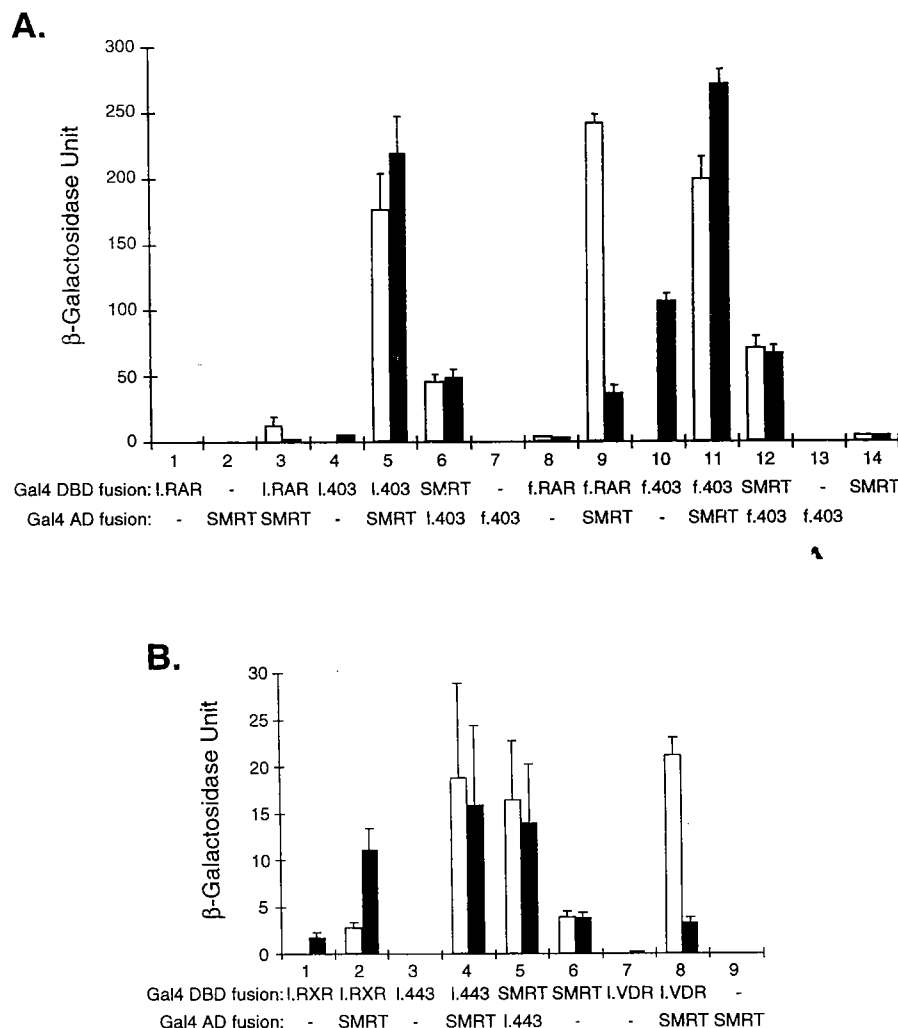 A.
β-Galactosidase Unit
300
250
200
150
100
50
0
1 2 3 4 5 6 7 8 9 10 11 12 13 14
Gal4 DBD fusion: l.RAR - l.RAR l.403 l.403 SMRT - f.RAR f.RAR f.403 f.403 SMRT - SMRT
Gal4 AD fusion: - SMRT SMRT - SMRT l.403 f.403 - SMRT - SMRT f.403 f.403
B.
β-Galactosidase Unit
30
25
20
15
10
5
0
1 2 3 4 5 6 7 8 9
Gal4 DBD fusion: l.RXR l.RXR l.443 l.443 SMRT SMRT l.VDR l.VDR -
Gal4 AD fusion: - SMRT - SMRT l.443 - - SMRT SMRT